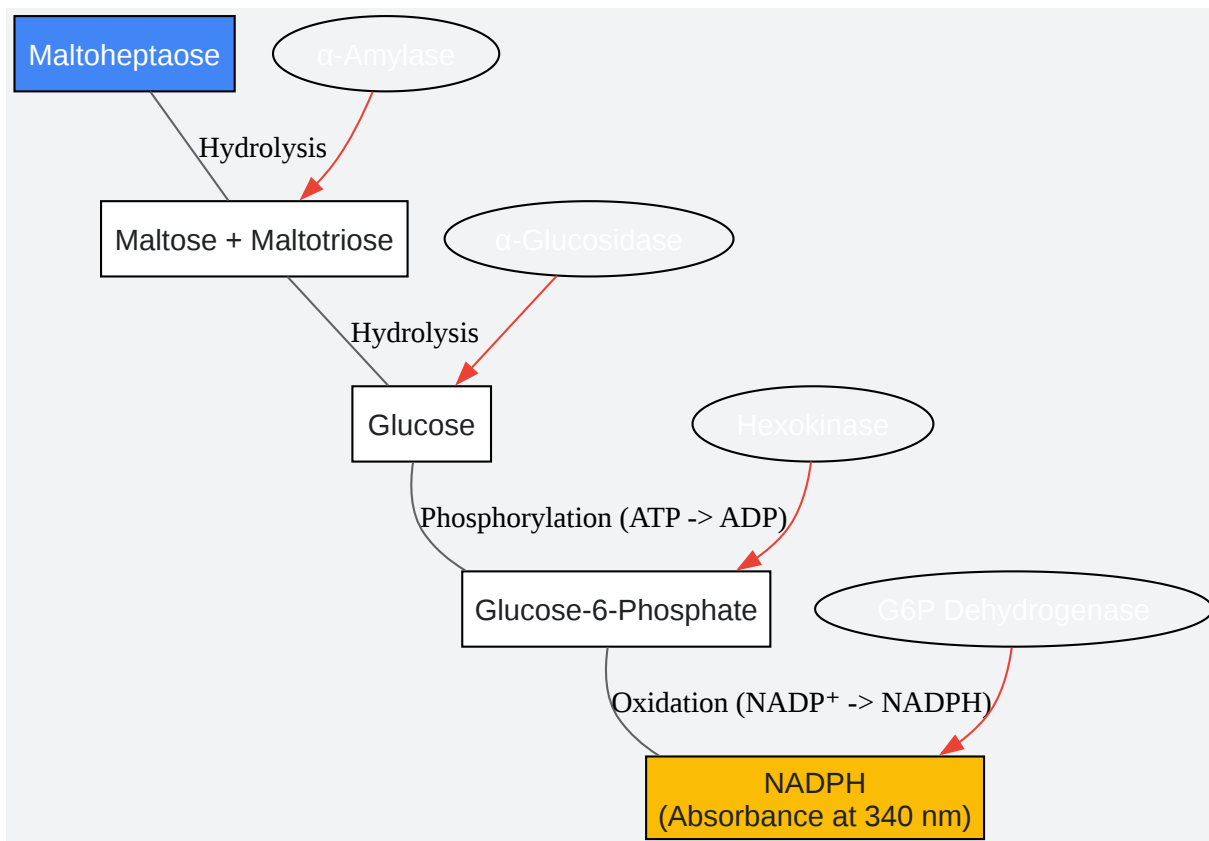 Maltoheptaose
α-Amylase
Hydrolysis
Maltose + Maltotriose
α-Glucosidase
Hydrolysis
Glucose
Hexokinase
Phosphorylation (ATP -> ADP)
Glucose-6-Phosphate
G6P Dehydrogenase
Oxidation (NADP⁺ -> NADPH)
NADPH
(Absorbance at 340 nm)